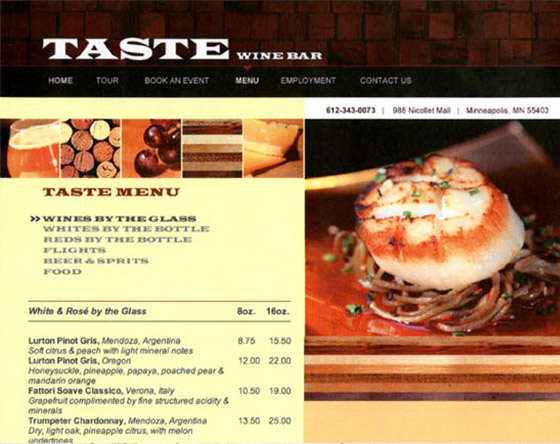 TASTE WINE BAR
HOME TOUR BOOK AN EVENT MENU EMPLOYMENT CONTACT US
612-343-0073 | 988 Nicollet Mall | Minneapolis, MN 55403
TASTE MENU
>> WINES BY THE GLASS
WHITES BY THE BOTTLE
REDS BY THE BOTTLE
FLIGHTS
BEER & SPRITS
FOOD
White & Rosé by the Glass 8oz. 16oz.
Lurton Pinot Gris, Mendoza, Argentina 8.75 15.50
Soft citrus & peach with light mineral notes
Lurton Pinot Gris, Oregon 12.00 22.00
Honeysuckle, pineapple, papaya, poached pear &
mandarin orange
Fattori Soave Classico, Verona, Italy 10.50 19.00
Grapefruit complimented by fine structured acidity &
minerals
Trumpeter Chardonnay, Mendoza, Argentina 13.50 25.00
Dry, light oak, pineapple citrus, with melon
undertones